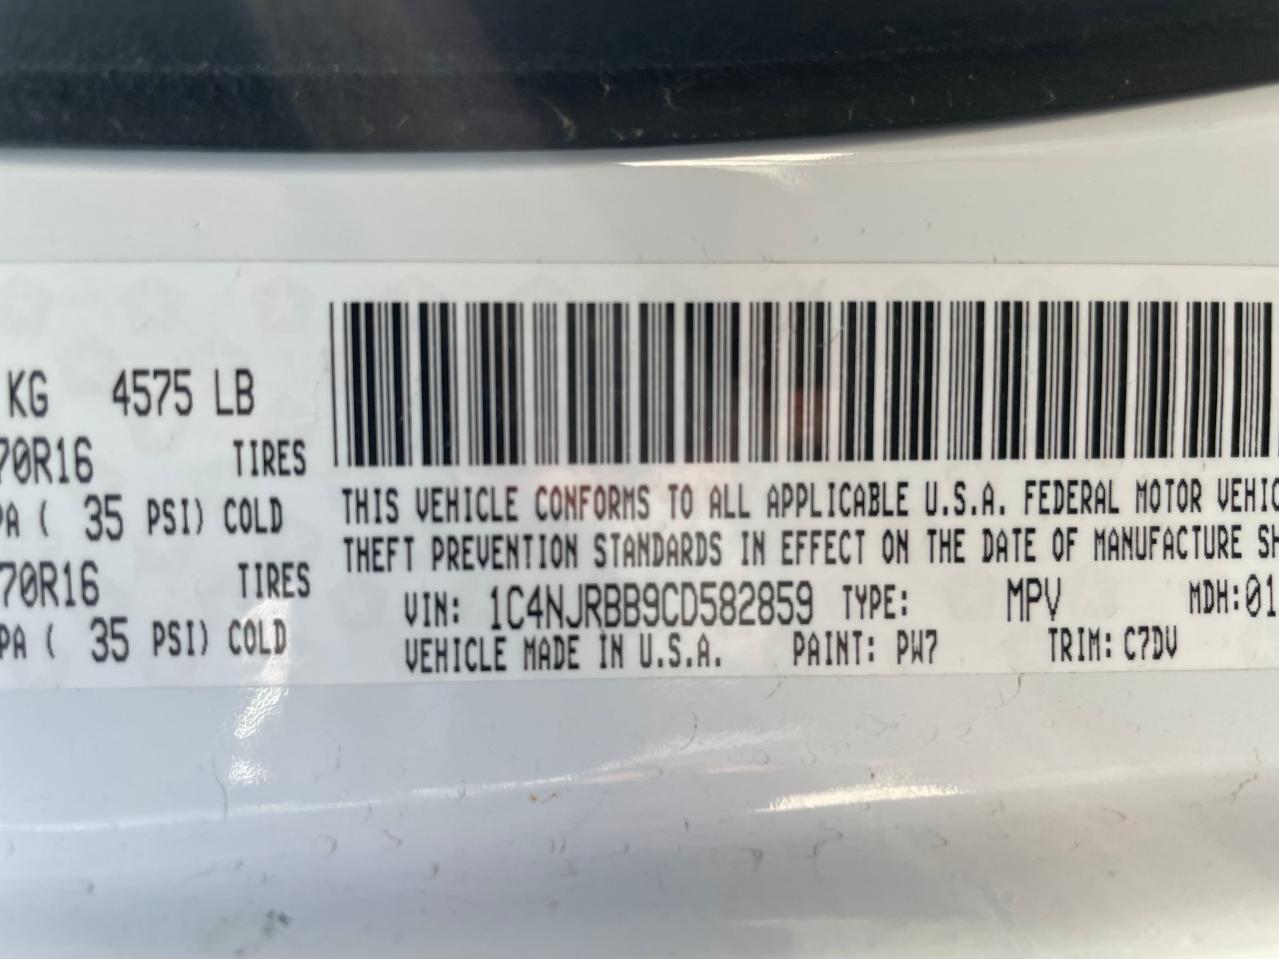 KG 4575 LB
70R16 TIRES
PA ( 35 PSI) COLD
70R16 TIRES
PA ( 35 PSI) COLD
THIS VEHICLE CONFORMS TO ALL APPLICABLE U.S.A. FEDERAL MOTOR VEHIC
THEFT PREVENTION STANDARDS IN EFFECT ON THE DATE OF MANUFACTURE SH
VIN: 1C4NJRBB9CD582859 TYPE: MPV MDH:01
VEHICLE MADE IN U.S.A. PAINT: PW7 TRIM: C7DV